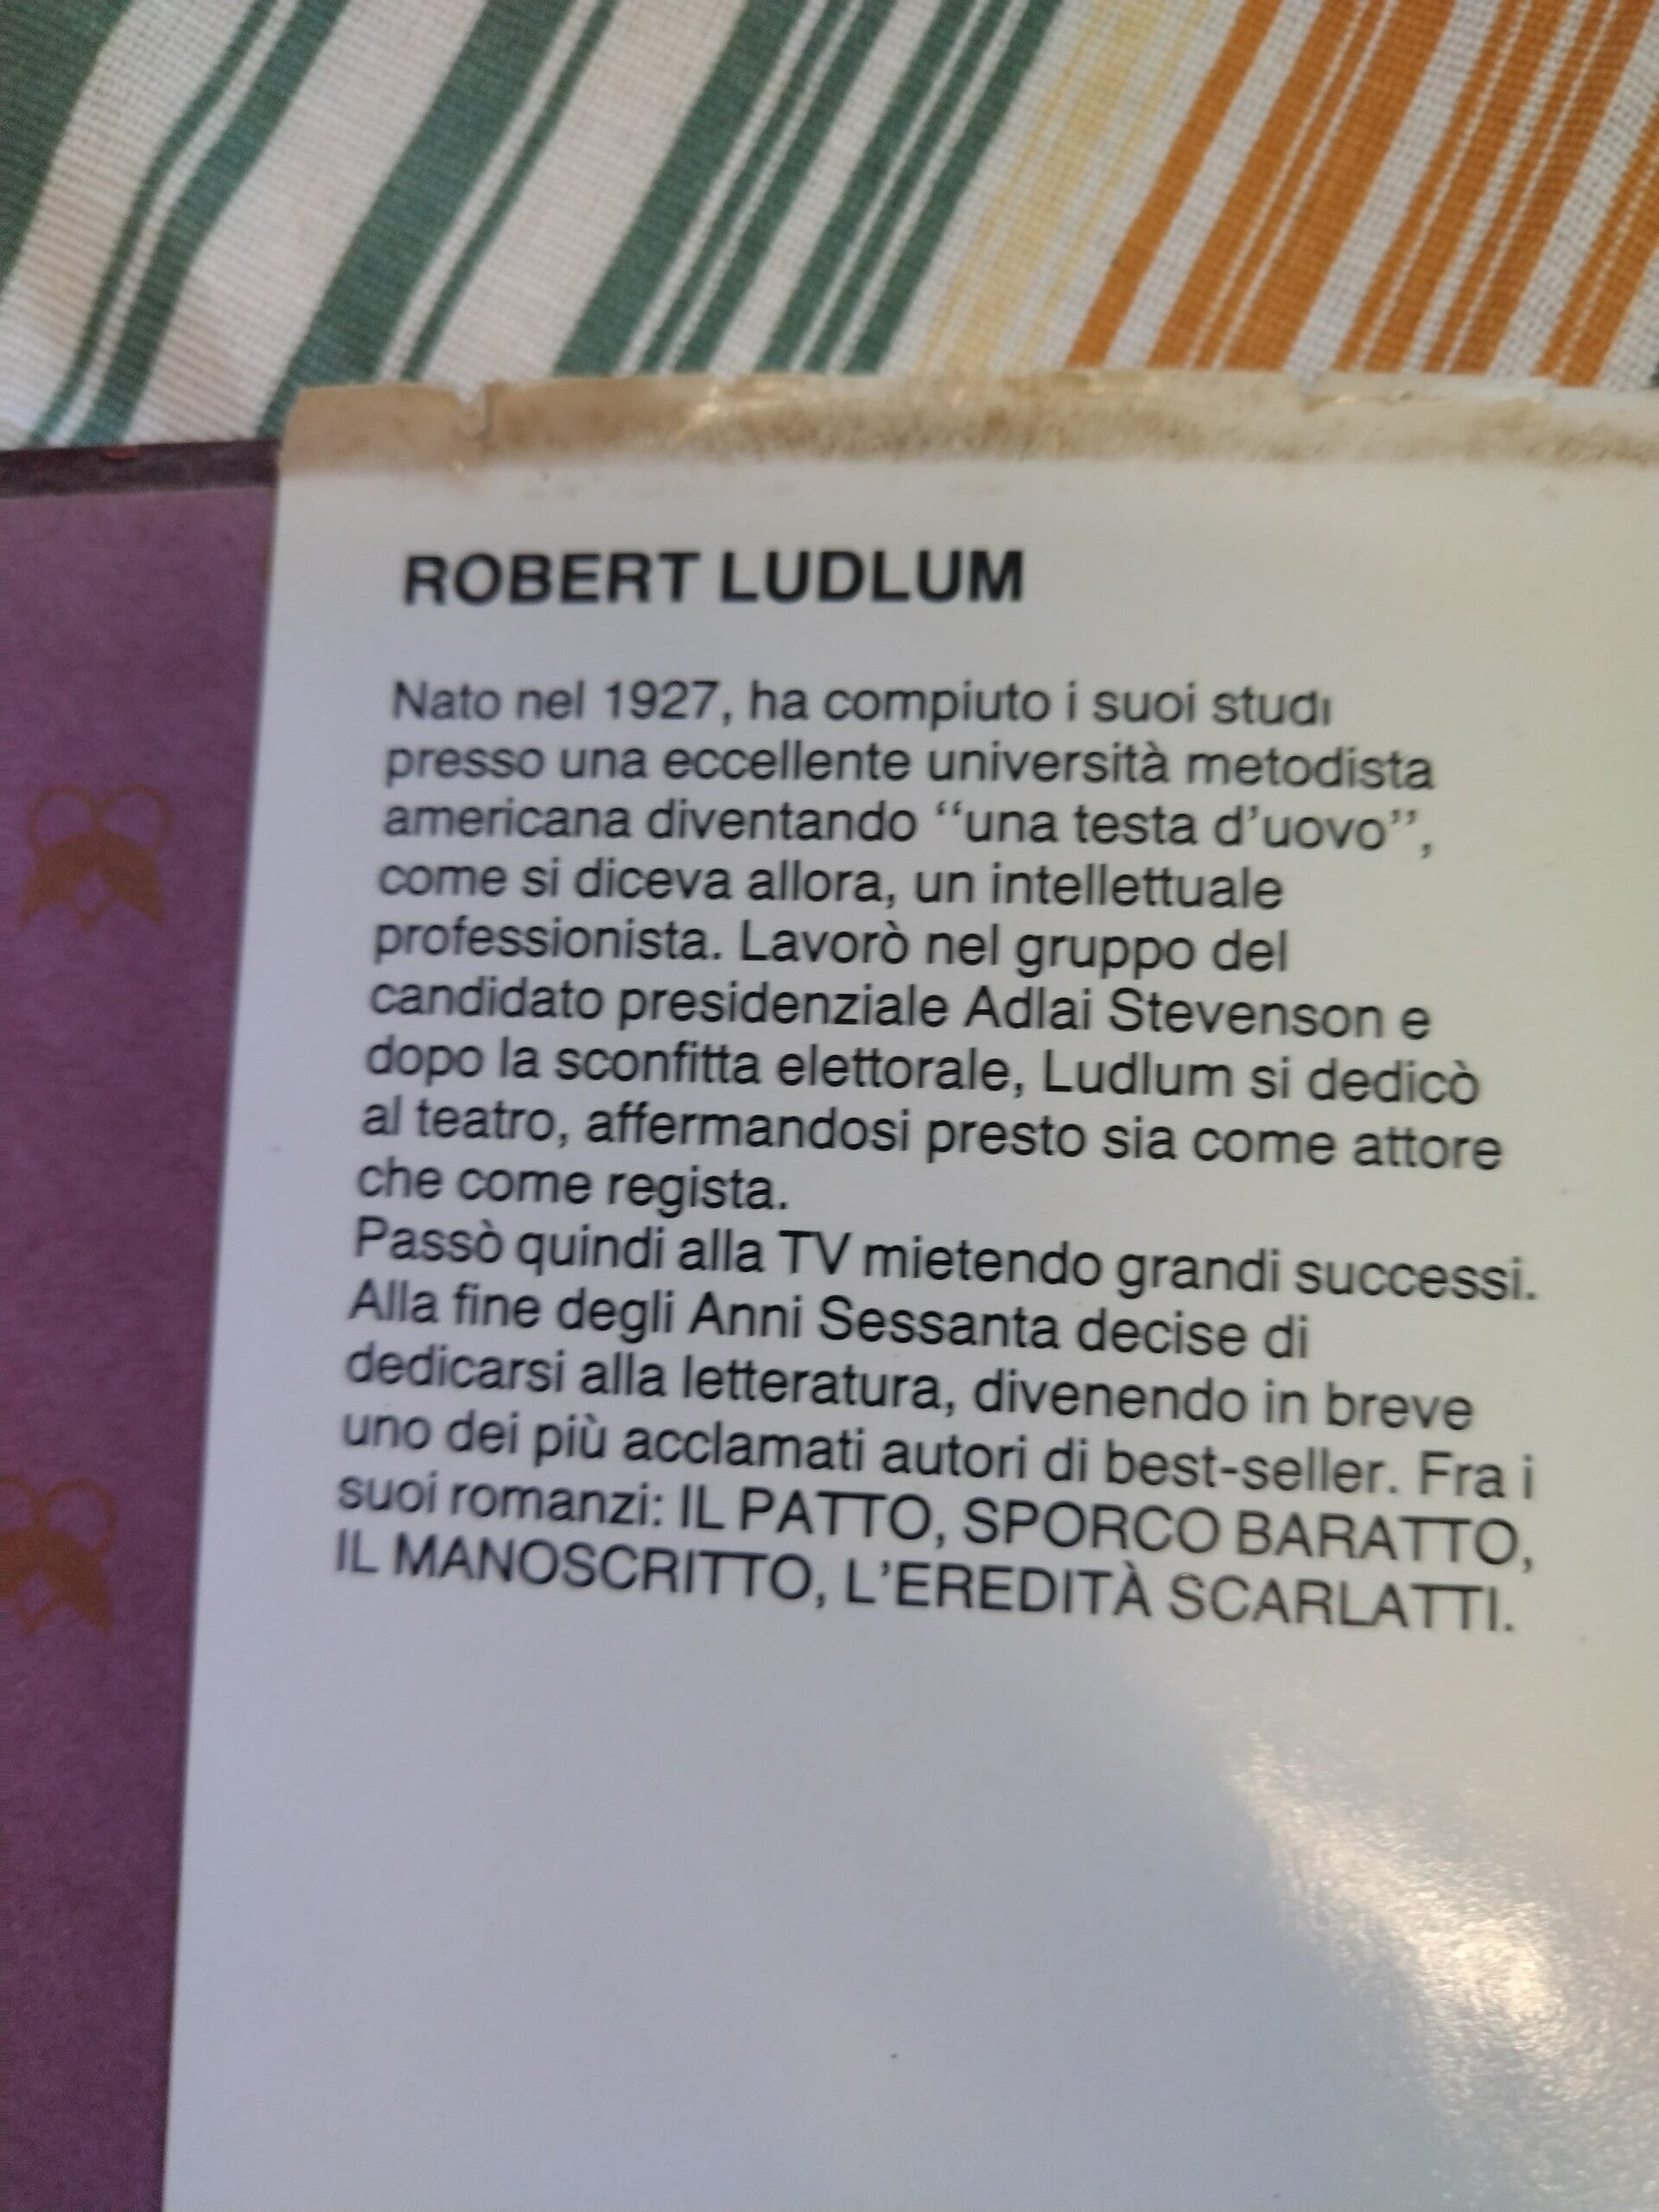 ROBERT LUDLUM
Nato nel 1927, ha compiuto i suoi studi
presso una eccellente università metodista
americana diventando “una testa d’uovo”,
come si diceva allora, un intellettuale
professionista. Lavorò nel gruppo del
candidato presidenziale Adlai Stevenson e
dopo la sconfitta elettorale, Ludlum si dedicò
al teatro, affermandosi presto sia come attore
che come regista.
Passò quindi alla TV mietendo grandi successi.
Alla fine degli Anni Sessanta decise di
dedicarsi alla letteratura, divenendo in breve
uno dei più acclamati autori di best-seller. Fra i
suoi romanzi: IL PATTO, SPORCO BARATTO,
IL MANOSCRITTO, L’EREDITÀ SCARLATTI.